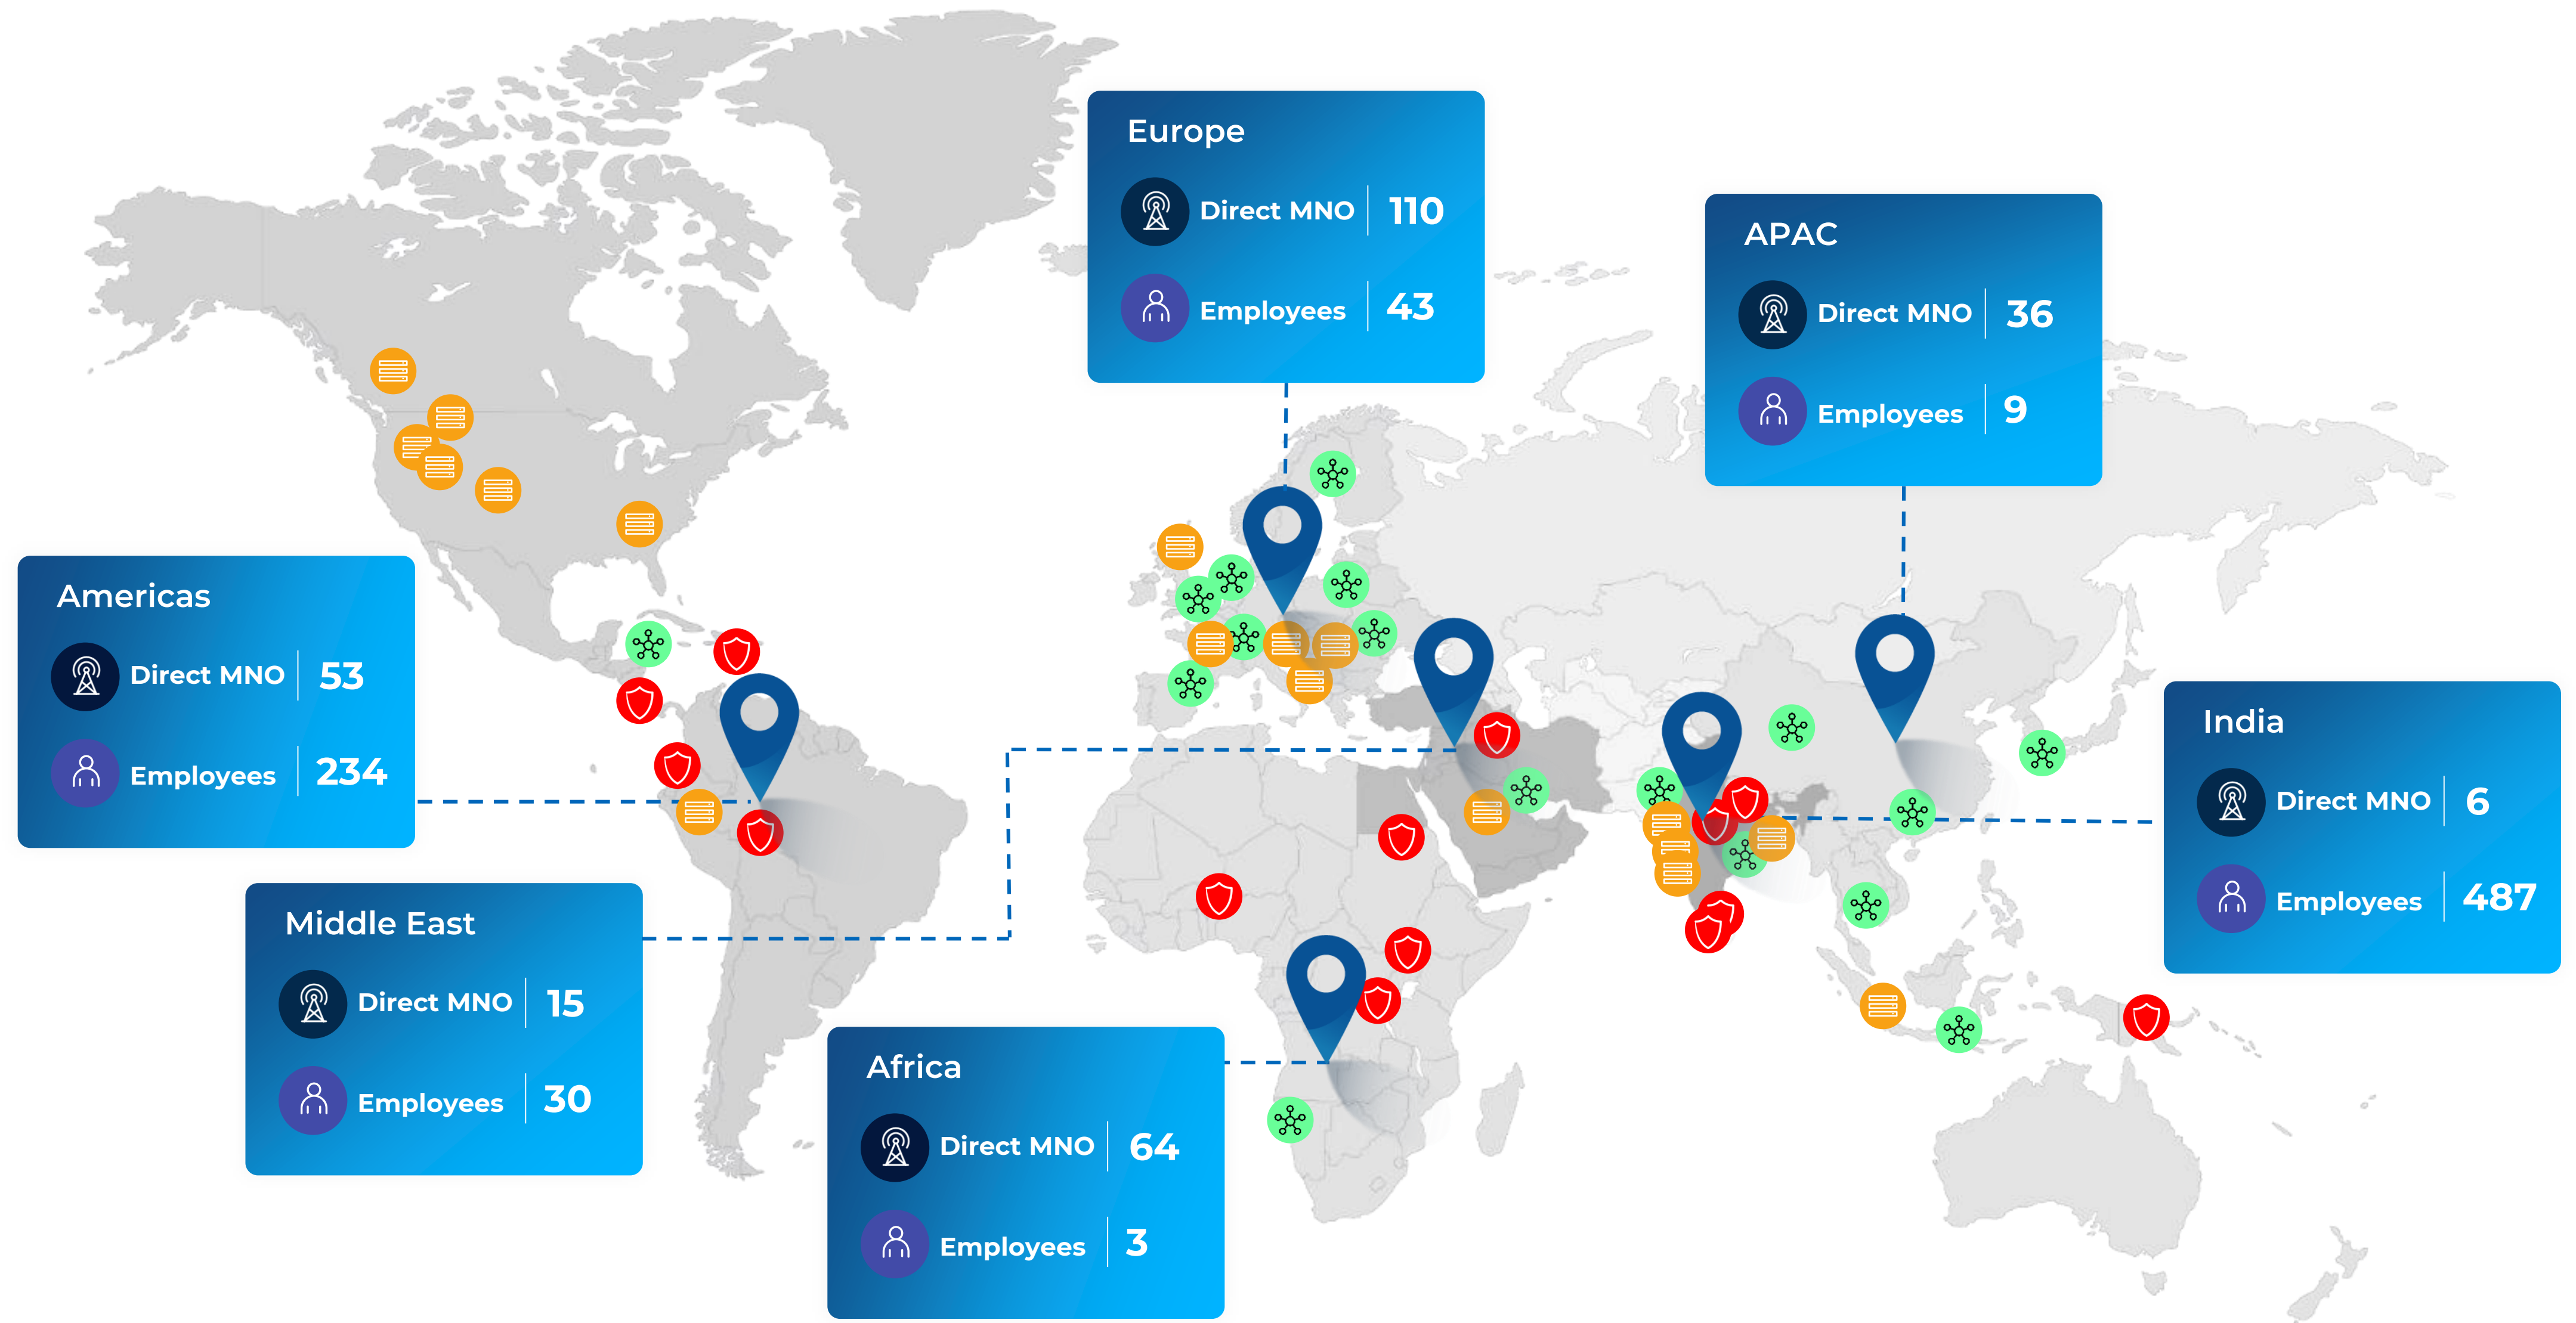 Europe
Direct MNO 110
Employees 43
APAC
Direct MNO 36
Employees 9
Americas
Direct MNO 53
Employees 234
India
Direct MNO 6
Employees 487
Middle East
Direct MNO 15
Employees 30
Africa
Direct MNO 64
Employees 3